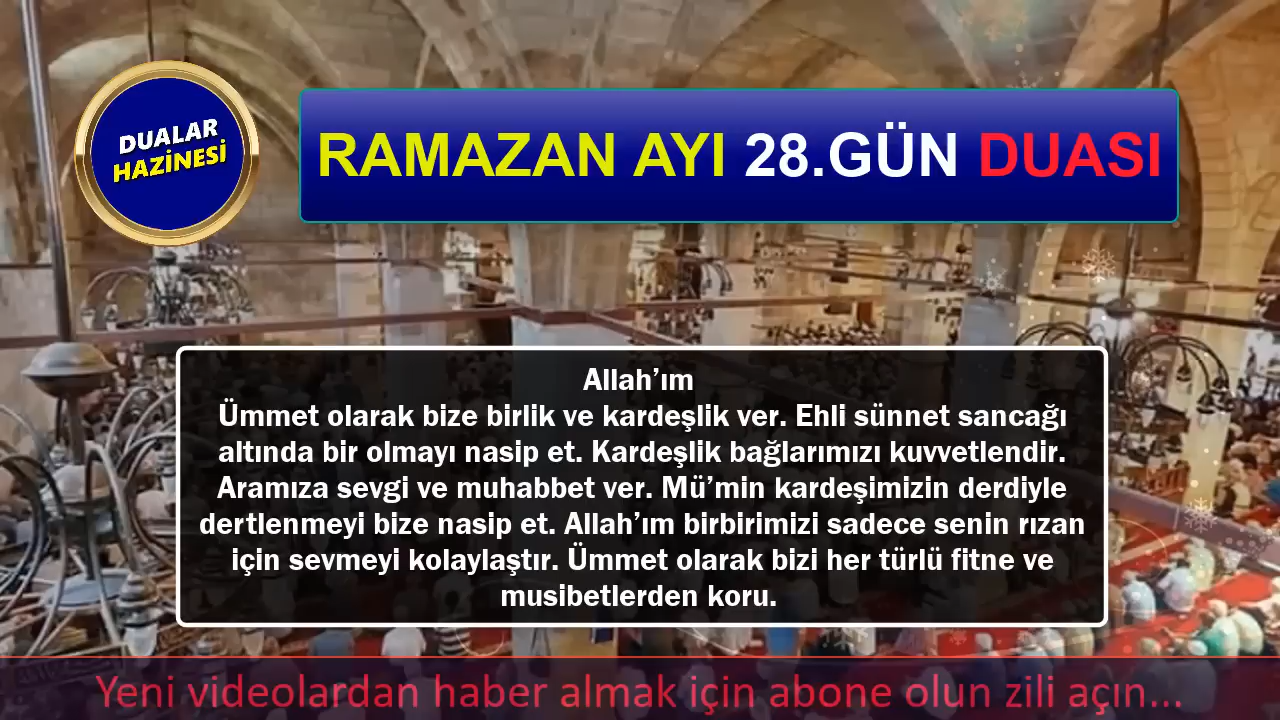 DUALAR
HAZİNESİ
RAMAZAN AYI 28.GÜN DUASI
Allah’ım
Ümmet olarak bize birlik ve kardeşlik ver. Ehli sünnet sancağı
altında bir olmayı nasip et. Kardeşlik bağlarımızı kuvvetlendir.
Aramıza sevgi ve muhabbet ver. Mü’min kardeşimizin derdiyle
dertlenmeyi bize nasip et. Allah’ım birbirimizi sadece senin rızan
için sevmeyi kolaylaştır. Ümmet olarak bizi her türlü fitne ve
musibetlerden koru.
Yeni videolardan haber almak için abone olun zili açın...